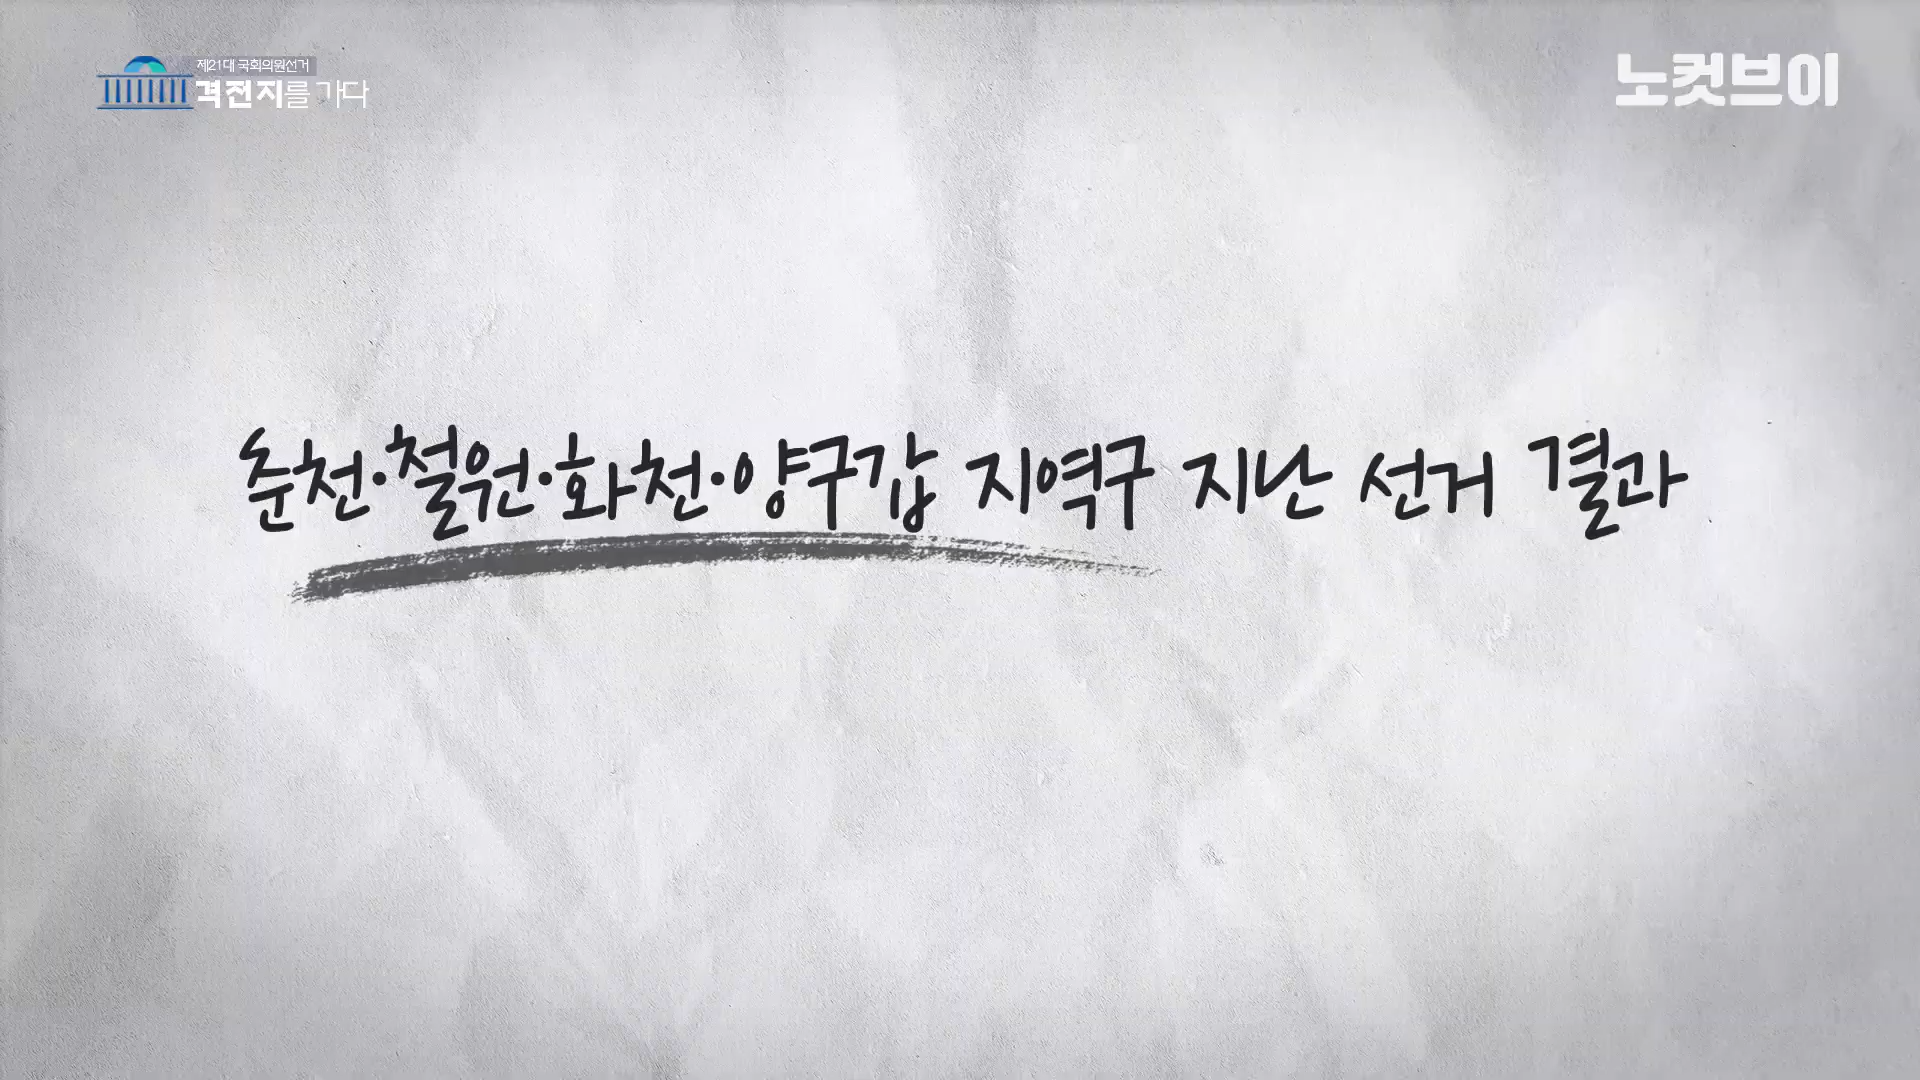 제21대 국회의원선거
격전지를 가다
노컷브이
춘천·철원·화천·양구갑 지역구 지난 선거 결과